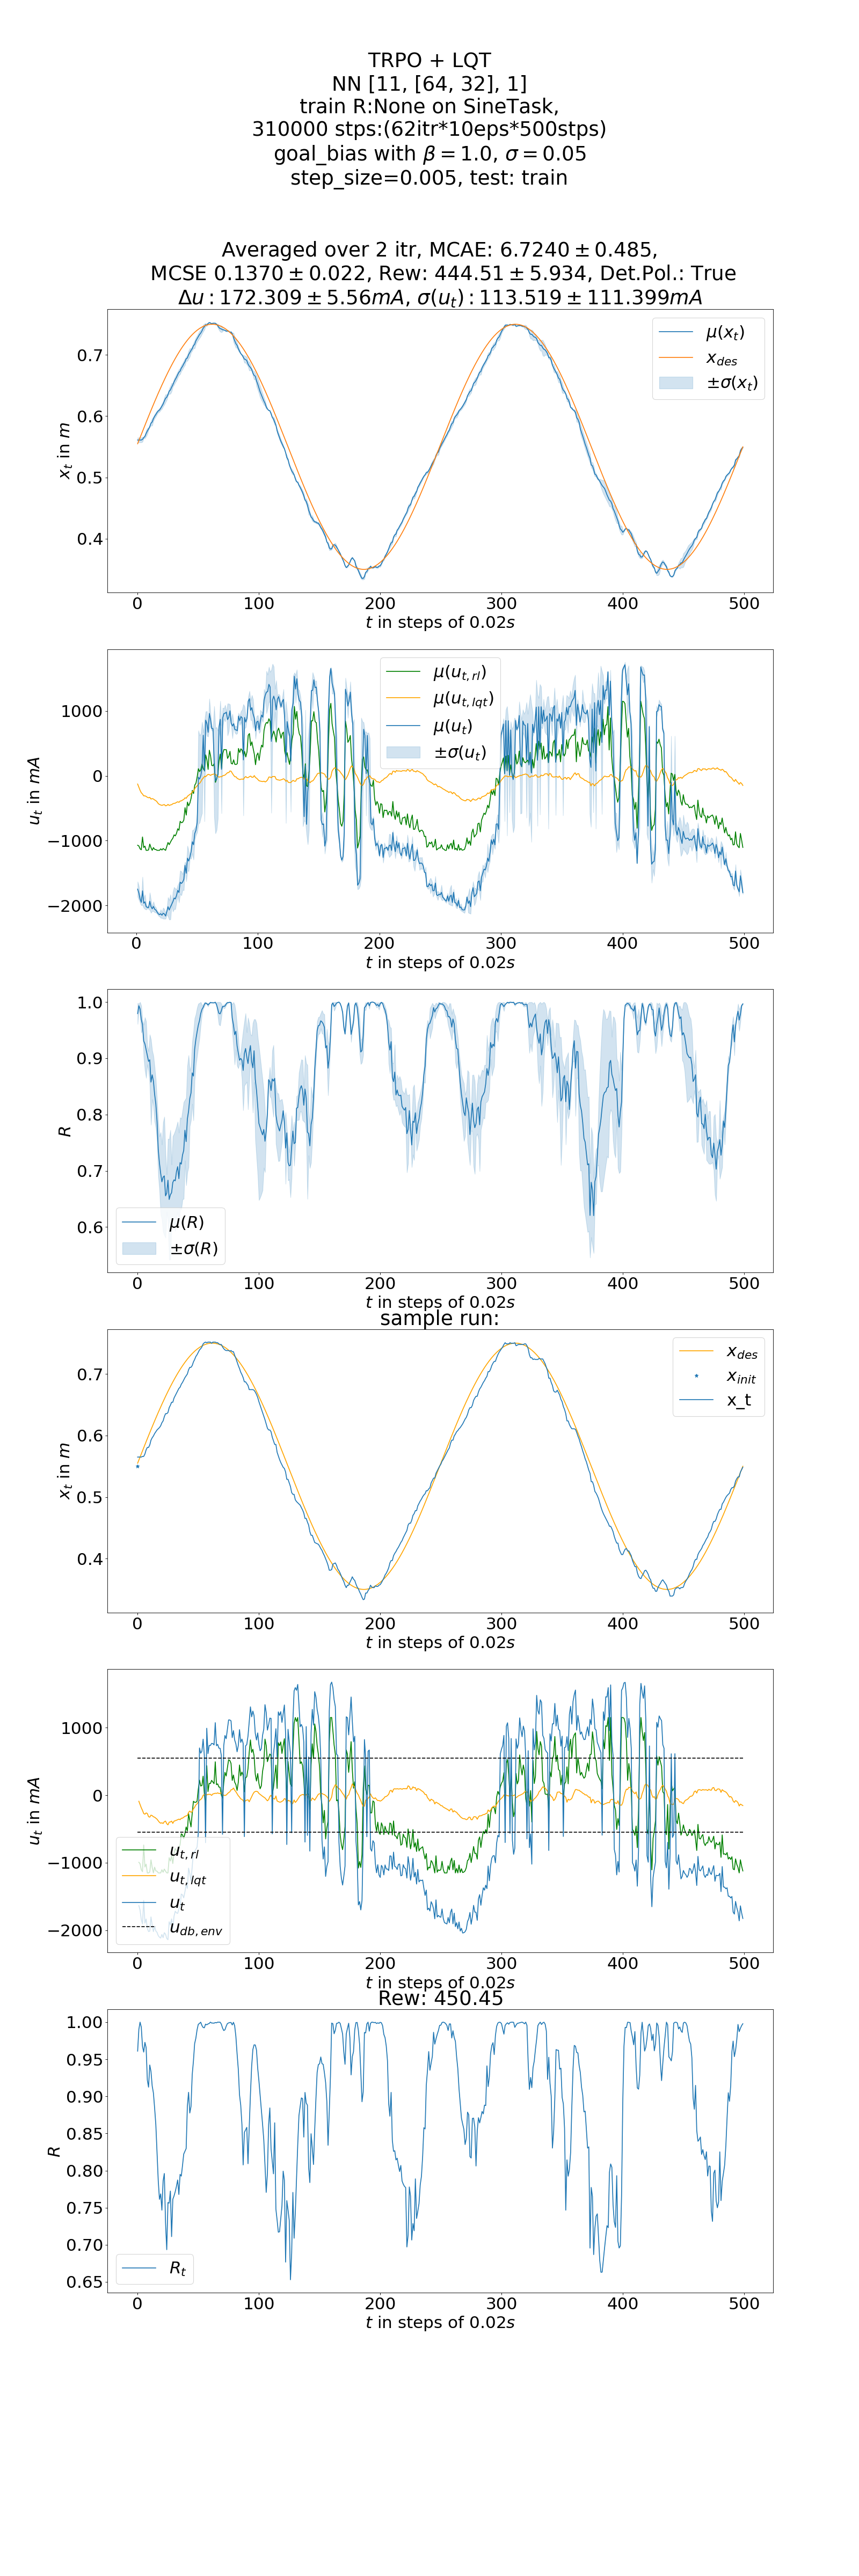 TRPO + LQT
NN [11, [64, 32], 1]
train R:None on SineTask,
310000 stps:(62itr*10eps*500stps)
goal_bias with β = 1.0, σ = 0.05
step_size=0.005, test: train
Averaged over 2 itr, MCAE: 6.7240 ± 0.485,
MCSE 0.1370 ± 0.022, Rew: 444.51 ± 5.934, Det.Pol.: True
Δu : 172.309 ± 5.56mA, σ(u_t) : 113.519 ± 111.399mA
μ(x_t)
x_des
±σ(x_t)
0.7
0.6
0.5
0.4
x_t in m
0 100 200 300 400 500
t in steps of 0.02s
μ(u_{t,rl})
μ(u_{t,lqt})
μ(u_t)
±σ(u_t)
1000
0
−1000
−2000
u_t in mA
0 100 200 300 400 500
t in steps of 0.02s
1.0
0.9
0.8
0.7
0.6
R
μ(R)
±σ(R)
0 100 200 300 400 500
t in steps of 0.02s
sample run:
x_des
x_init
x_t
0.7
0.6
0.5
0.4
x_t in m
0 100 200 300 400 500
t in steps of 0.02s
1000
0
−1000
−2000
u_t in mA
u_{t,rl}
u_{t,lqt}
u_t
u_{db,env}
0 100 200 300 400 500
t in steps of 0.02s
Rew: 450.45
1.00
0.95
0.90
0.85
0.80
0.75
0.70
0.65
R
R_t
0 100 200 300 400 500
t in steps of 0.02s